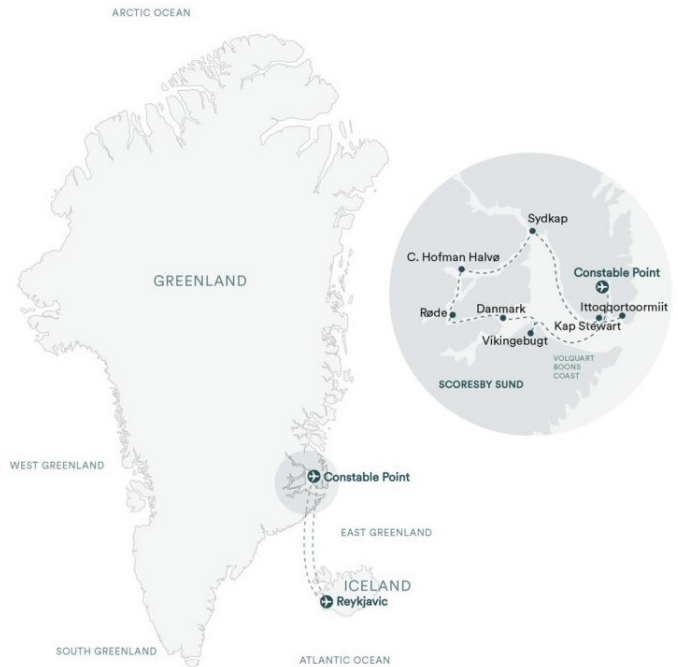 ARCTIC OCEAN
GREENLAND
Sydkap
C. Hofman Halvø
Constable Point
Røde
Danmark
Ittoqqortoormiit
Kap Stewart
Vikingebugt
VOLQUART
BOONS
COAST
SCORESBY SUND
WEST GREENLAND
Constable Point
EAST GREENLAND
ICELAND
Reykjavic
SOUTH GREENLAND
ATLANTIC OCEAN